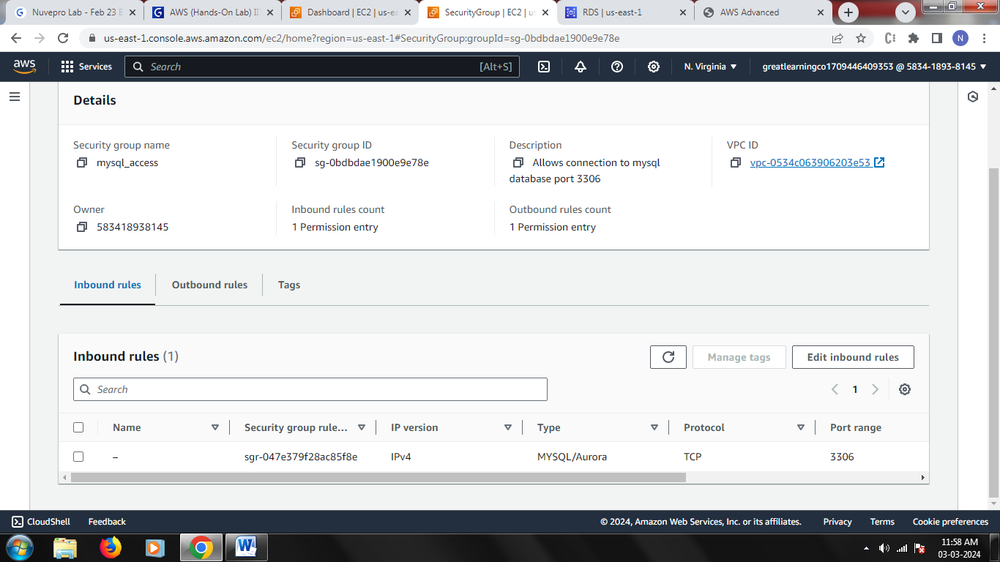 Nuvepro Lab - Feb 23 B
AWS (Hands-On Lab) II
Dashboard | EC2 | us-ea
SecurityGroup | EC2 | us
RDS | us-east-1
AWS Advanced
us-east-1.console.aws.amazon.com/ec2/home?region=us-east-1#SecurityGroup:groupId=sg-0bdbdae1900e9e78e
N
aws
Services
Search
[Alt+S]
N. Virginia
greatlearningco1709446409353 @ 5834-1893-8145
Details
Security group name
mysql_access
Security group ID
sg-0bdbdae1900e9e78e
Description
Allows connection to mysql
database port 3306
VPC ID
vpc-0534c063906203e53
Owner
583418938145
Inbound rules count
1 Permission entry
Outbound rules count
1 Permission entry
Inbound rules
Outbound rules
Tags
Inbound rules (1)
Manage tags
Edit inbound rules
Search
1
Name
Security group rule...
IP version
Type
Protocol
Port range
–
sgr-047e379f28ac85f8e
IPv4
MYSQL/Aurora
TCP
3306
CloudShell
Feedback
© 2024, Amazon Web Services, Inc. or its affiliates.
Privacy
Terms
Cookie preferences
11:58 AM
03-03-2024